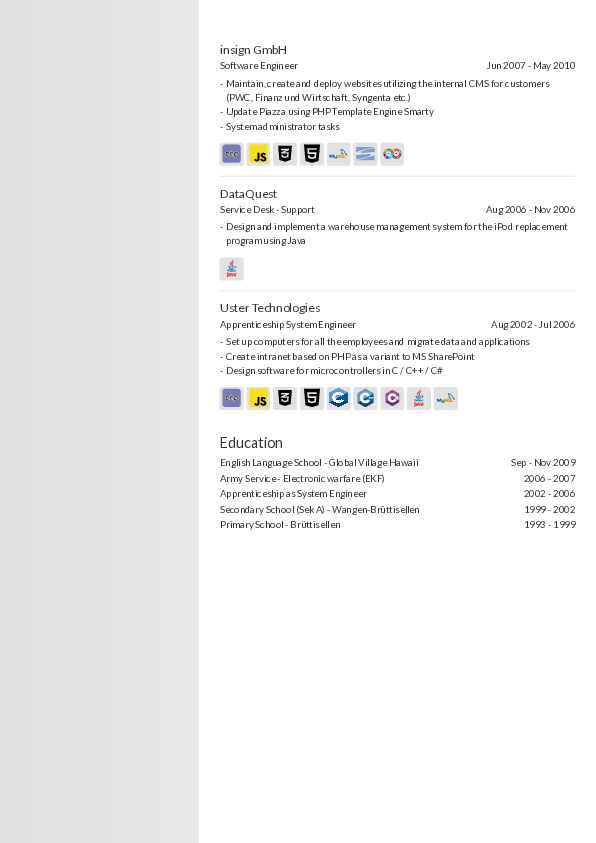 insign GmbH
Software Engineer Jun 2007 - May 2010
- Maintain, create and deploy websites utilizing the internal CMS for customers
(PWC, Finanz und Wirtschaft, Syngenta etc.)
- Update Piazza using PHP Template Engine Smarty
- Systemadministrator tasks
php JS 3 5 MySQL
DataQuest
Service Desk - Support Aug 2006 - Nov 2006
- Design and implement a warehouse management system for the iPod replacement
program using Java
Java
Uster Technologies
Apprenticeship System Engineer Aug 2002 - Jul 2006
- Set up computers for all the employees and migrate data and applications
- Create intranet based on PHP as a variant to MS SharePoint
- Design software for microcontrollers in C / C++ / C#
php JS 3 5 C C++ C# Java MySQL
Education
English Language School - Global Village Hawaii Sep - Nov 2009
Army Service - Electronic warfare (EKF) 2006 - 2007
Apprenticeship as System Engineer 2002 - 2006
Secondary School (Sek A) - Wangen-Brüttisellen 1999 - 2002
Primary School - Brüttisellen 1993 - 1999